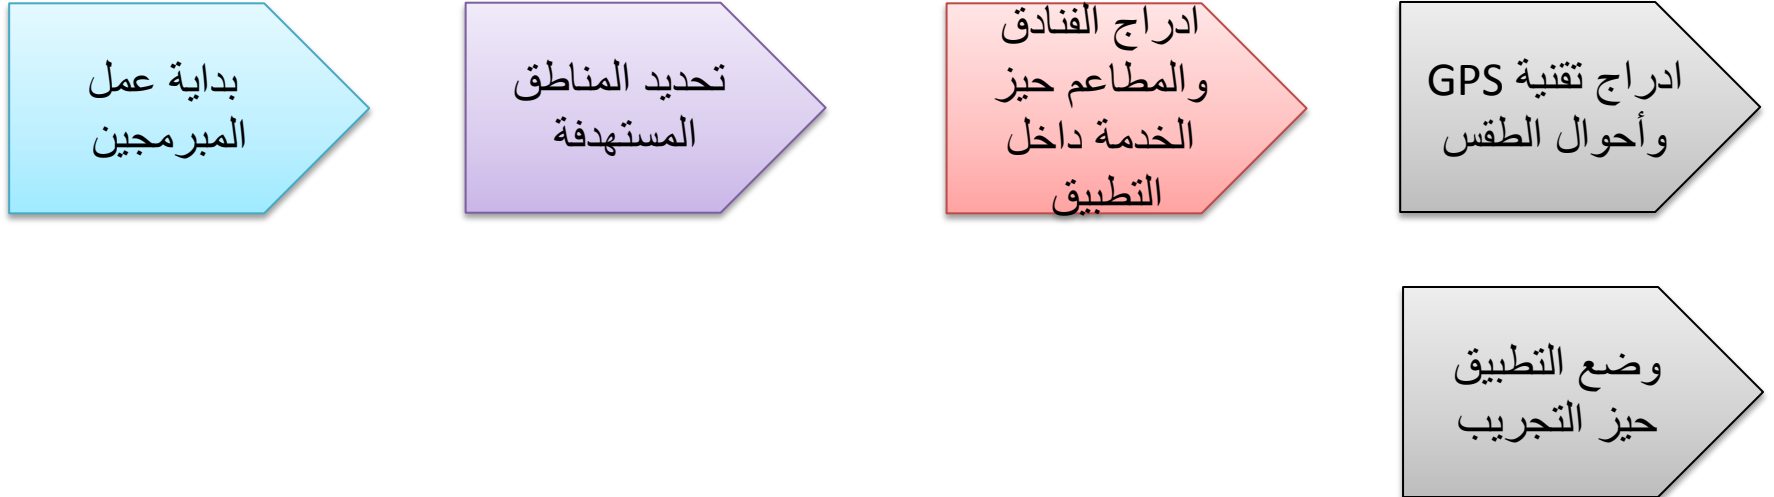 بداية عمل
المبرمجين
تحديد المناطق
المستهدفة
ادراج الفنادق
والمطاعم حيز
الخدمة داخل
التطبيق
ادراج تقنية GPS
وأحوال الطقس
وضع التطبيق
حيز التجريب